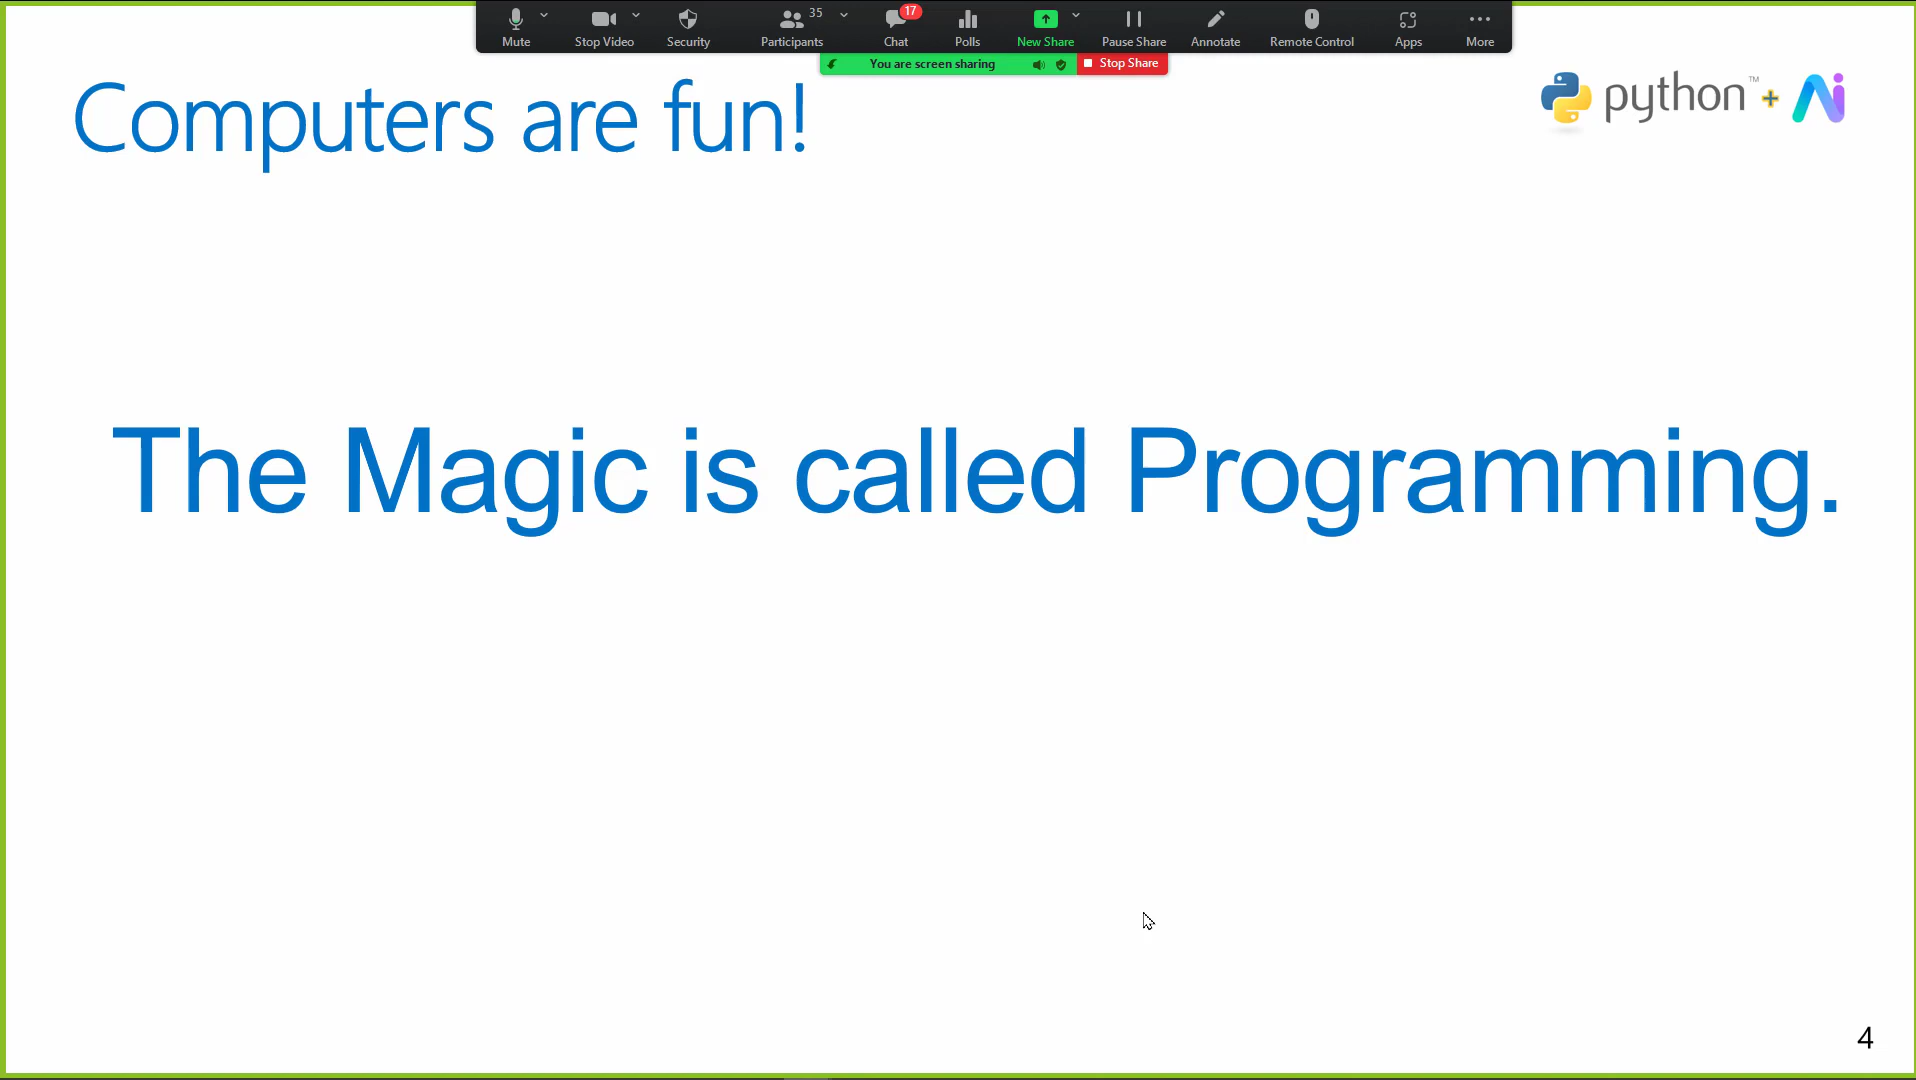 35
17
Mute
Stop Video
Security
Participants
Chat
Polls
New Share
Pause Share
Annotate
Remote Control
Apps
More
You are screen sharing
Stop Share
Computers are fun!
python™ + Ai
The Magic is called Programming.
4